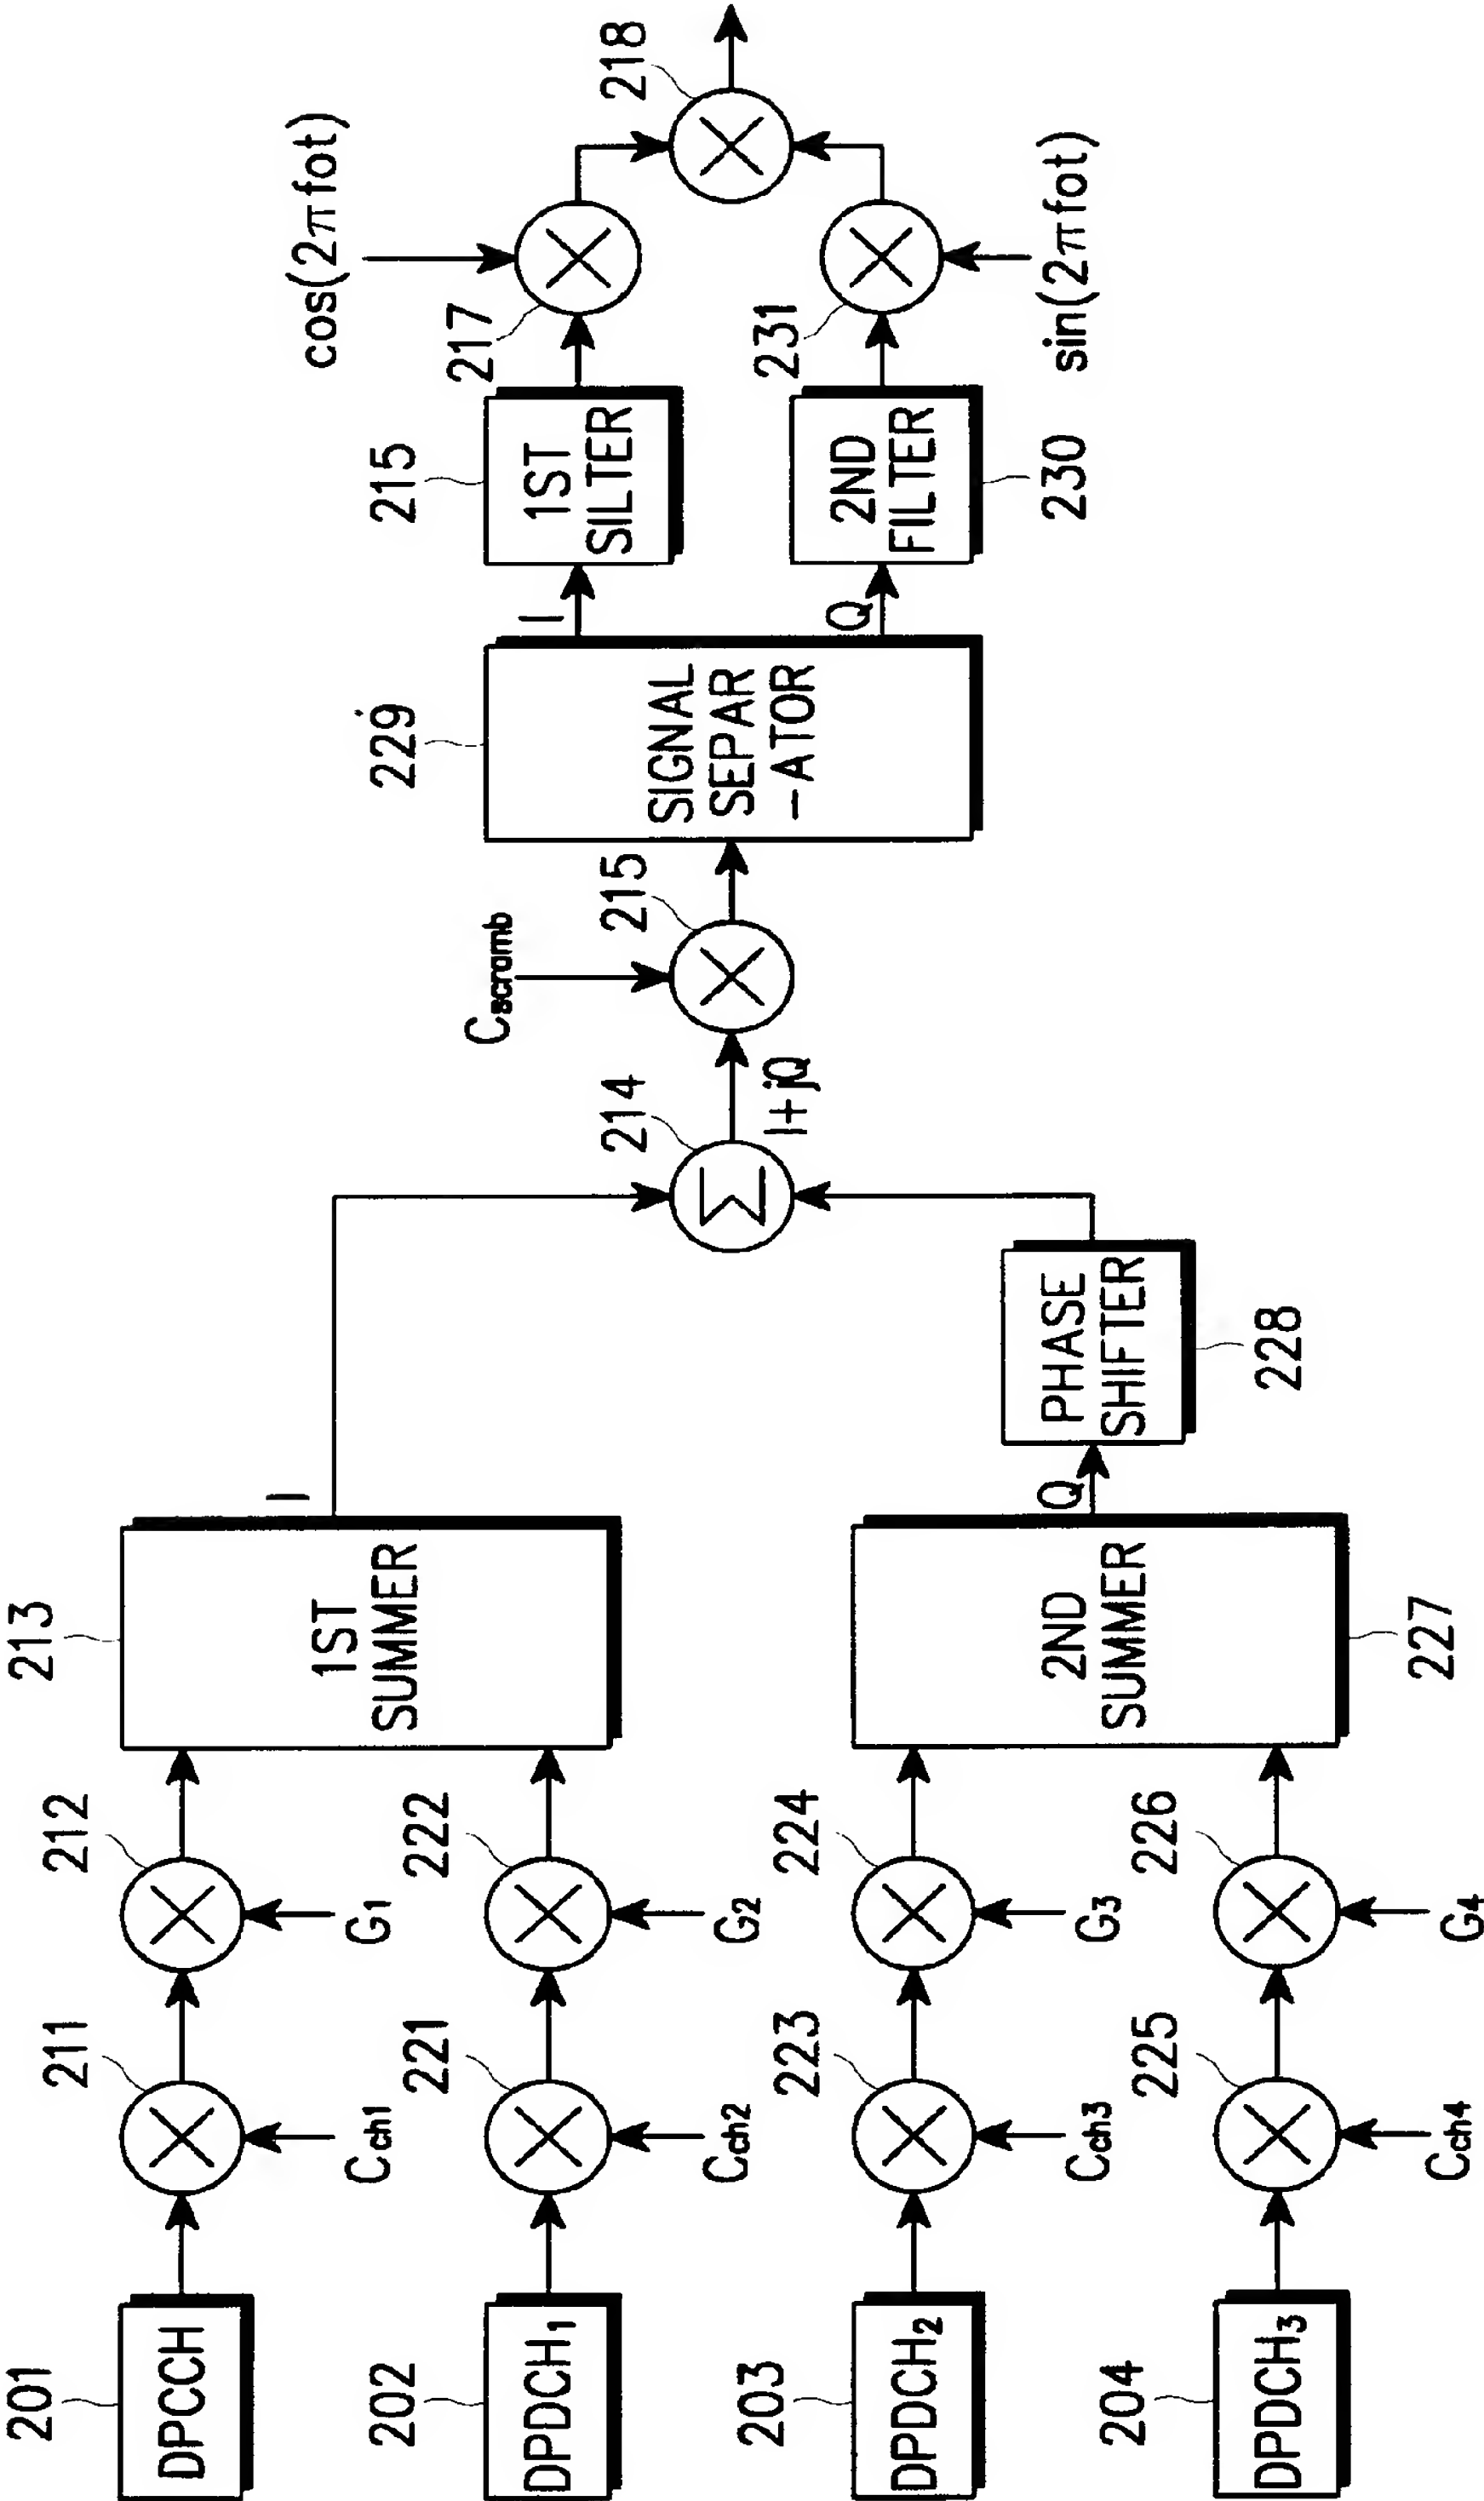 201
DPCCH
211
Cch1
212
G1
213
1ST
SUMMER
I
202
DPDCH1
221
Cch2
222
G2
203
DPDCH2
223
Cch3
224
G3
227
2ND
SUMMER
Q
204
DPDCH3
225
Cch4
226
G4
228
PHASE
SHIFTER
214
I+jQ
Cscramb
215
229
SIGNAL
SEPAR
-ATOR
I
Q
215
1ST
SILTER
230
2ND
FILTER
217
cos(2πfot)
231
sin(2πfot)
218